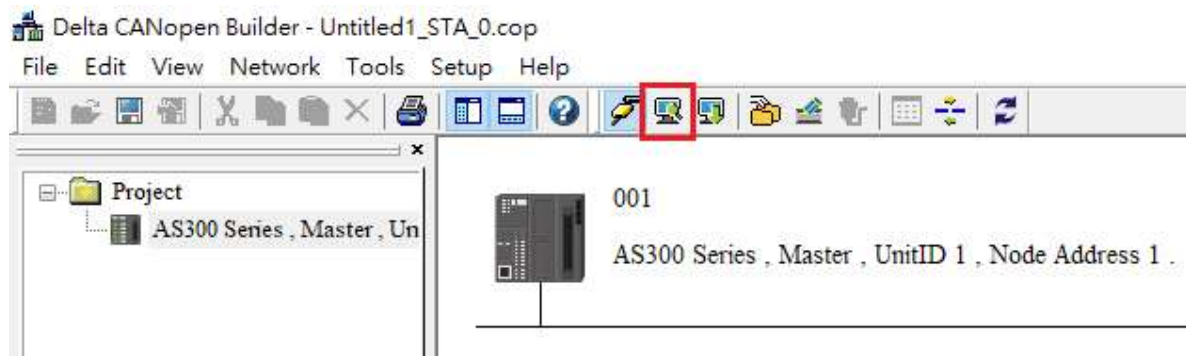 Delta CANopen Builder - Untitled1_STA_0.cop
File Edit View Network Tools Setup Help
Project
AS300 Series , Master , Un
001
AS300 Series , Master , UnitID 1 , Node Address 1 .